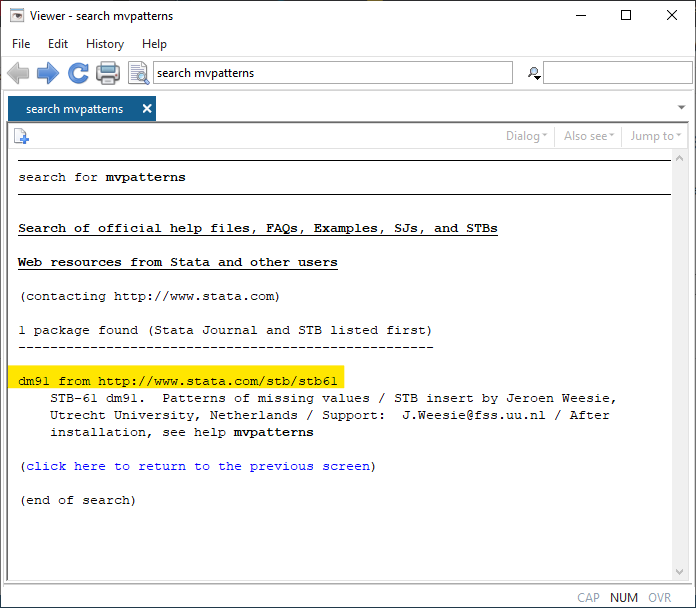 Viewer - search mvpatterns
File Edit History Help
search mvpatterns
search mvpatterns
Dialog Also see Jump to
search for mvpatterns
Search of official help files, FAQs, Examples, SJs, and STBs
Web resources from Stata and other users
(contacting http://www.stata.com)
1 package found (Stata Journal and STB listed first)
----------------------------------------------------
dm91 from http://www.stata.com/stb/stb61
STB-61 dm91. Patterns of missing values / STB insert by Jeroen Weesie,
Utrecht University, Netherlands / Support: J.Weesie@fss.uu.nl / After
installation, see help mvpatterns
(click here to return to the previous screen)
(end of search)
CAP NUM OVR